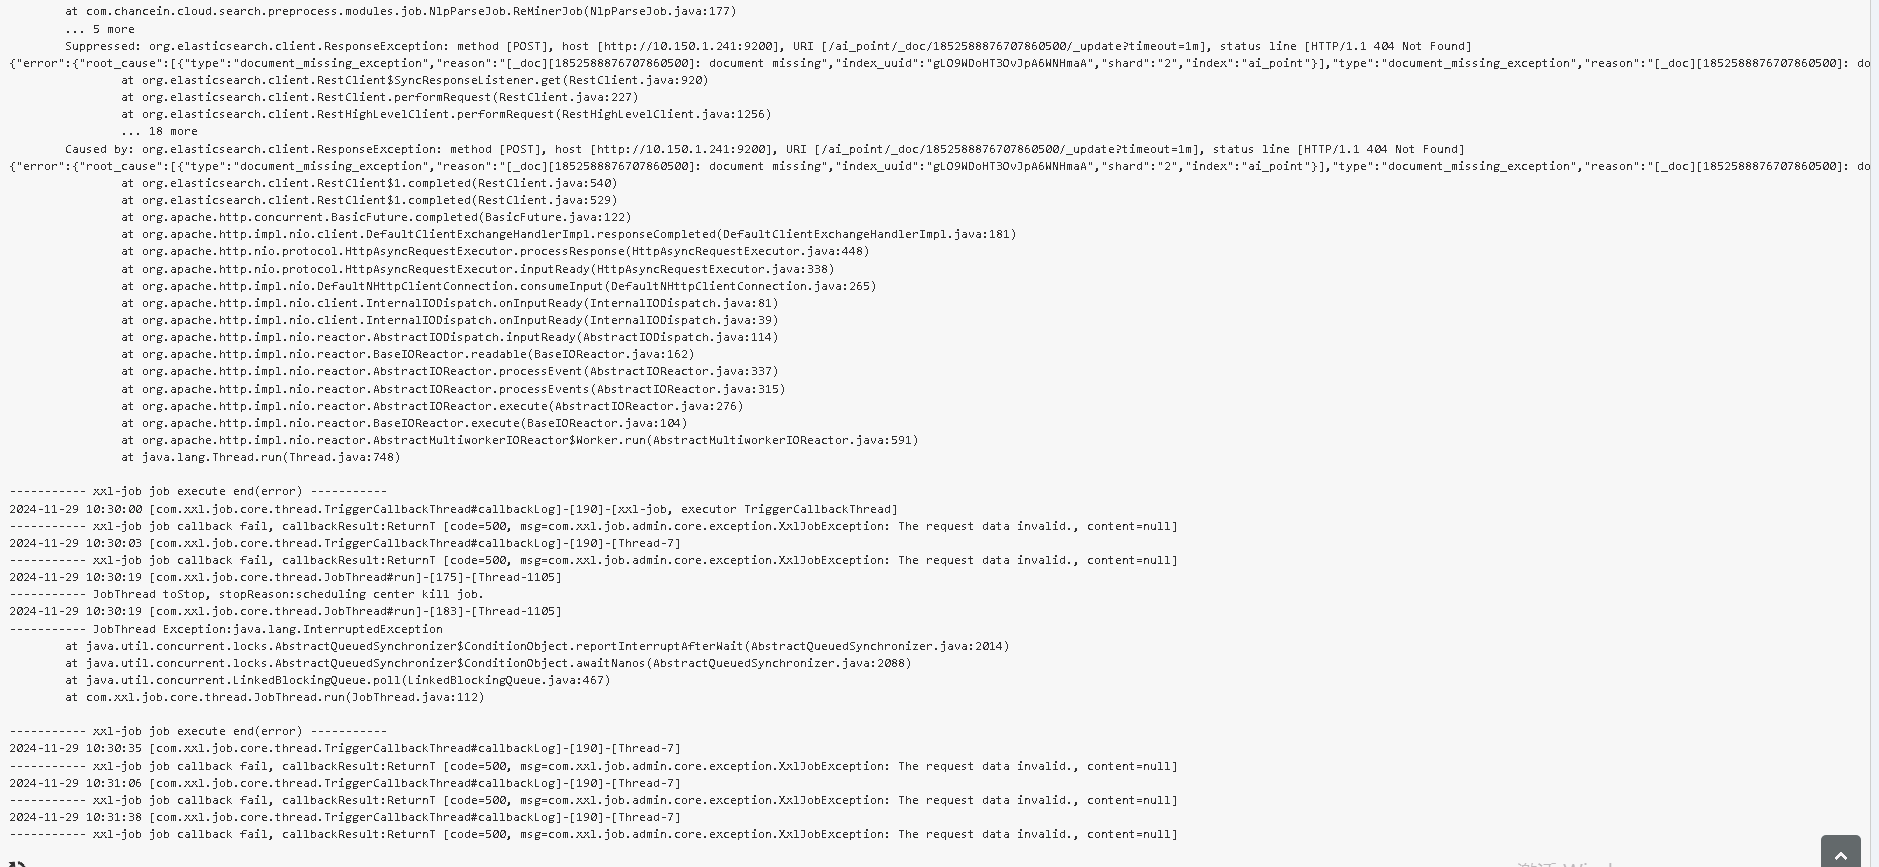 at com.chancein.cloud.search.preprocess.modules.job.NlpParseJob.ReMinerJob(NlpParseJob.java:177)
... 5 more
Suppressed: org.elasticsearch.client.ResponseException: method [POST], host [http://10.150.1.241:9200], URI [/ai_point/_doc/1852588876707860500/_update?timeout=1m], status line [HTTP/1.1 404 Not Found]
{"error":{"root_cause":[{"type":"document_missing_exception","reason":"[_doc][1852588876707860500]: document missing","index_uuid":"gLO9WDoHT3OvJpA6WNHmaA","shard":"2","index":"ai_point"}],"type":"document_missing_exception","reason":"[_doc][1852588876707860500]: do
at org.elasticsearch.client.RestClient$SyncResponseListener.get(RestClient.java:920)
at org.elasticsearch.client.RestClient.performRequest(RestClient.java:227)
at org.elasticsearch.client.RestHighLevelClient.performRequest(RestHighLevelClient.java:1256)
... 18 more
Caused by: org.elasticsearch.client.ResponseException: method [POST], host [http://10.150.1.241:9200], URI [/ai_point/_doc/1852588876707860500/_update?timeout=1m], status line [HTTP/1.1 404 Not Found]
{"error":{"root_cause":[{"type":"document_missing_exception","reason":"[_doc][1852588876707860500]: document missing","index_uuid":"gLO9WDoHT3OvJpA6WNHmaA","shard":"2","index":"ai_point"}],"type":"document_missing_exception","reason":"[_doc][1852588876707860500]: do
at org.elasticsearch.client.RestClient$1.completed(RestClient.java:540)
at org.elasticsearch.client.RestClient$1.completed(RestClient.java:529)
at org.apache.http.concurrent.BasicFuture.completed(BasicFuture.java:122)
at org.apache.http.impl.nio.client.DefaultClientExchangeHandlerImpl.responseCompleted(DefaultClientExchangeHandlerImpl.java:181)
at org.apache.http.nio.protocol.HttpAsyncRequestExecutor.processResponse(HttpAsyncRequestExecutor.java:448)
at org.apache.http.nio.protocol.HttpAsyncRequestExecutor.inputReady(HttpAsyncRequestExecutor.java:338)
at org.apache.http.impl.nio.DefaultNHttpClientConnection.consumeInput(DefaultNHttpClientConnection.java:265)
at org.apache.http.impl.nio.client.InternalIODispatch.onInputReady(InternalIODispatch.java:81)
at org.apache.http.impl.nio.client.InternalIODispatch.onInputReady(InternalIODispatch.java:39)
at org.apache.http.impl.nio.reactor.AbstractIODispatch.inputReady(AbstractIODispatch.java:114)
at org.apache.http.impl.nio.reactor.BaseIOReactor.readable(BaseIOReactor.java:162)
at org.apache.http.impl.nio.reactor.AbstractIOReactor.processEvent(AbstractIOReactor.java:337)
at org.apache.http.impl.nio.reactor.AbstractIOReactor.processEvents(AbstractIOReactor.java:315)
at org.apache.http.impl.nio.reactor.AbstractIOReactor.execute(AbstractIOReactor.java:276)
at org.apache.http.impl.nio.reactor.BaseIOReactor.execute(BaseIOReactor.java:104)
at org.apache.http.impl.nio.reactor.AbstractMultiworkerIOReactor$Worker.run(AbstractMultiworkerIOReactor.java:591)
at java.lang.Thread.run(Thread.java:748)
----------- xxl-job job execute end(error) -----------
2024-11-29 10:30:00 [com.xxl.job.core.thread.TriggerCallbackThread#callbackLog]-[190]-[xxl-job, executor TriggerCallbackThread]
----------- xxl-job job callback fail, callbackResult:ReturnT [code=500, msg=com.xxl.job.admin.core.exception.XxlJobException: The request data invalid., content=null]
2024-11-29 10:30:03 [com.xxl.job.core.thread.TriggerCallbackThread#callbackLog]-[190]-[Thread-7]
----------- xxl-job job callback fail, callbackResult:ReturnT [code=500, msg=com.xxl.job.admin.core.exception.XxlJobException: The request data invalid., content=null]
2024-11-29 10:30:19 [com.xxl.job.core.thread.JobThread#run]-[175]-[Thread-1105]
----------- JobThread toStop, stopReason:scheduling center kill job.
2024-11-29 10:30:19 [com.xxl.job.core.thread.JobThread#run]-[183]-[Thread-1105]
----------- JobThread Exception:java.lang.InterruptedException
at java.util.concurrent.locks.AbstractQueuedSynchronizer$ConditionObject.reportInterruptAfterWait(AbstractQueuedSynchronizer.java:2014)
at java.util.concurrent.locks.AbstractQueuedSynchronizer$ConditionObject.awaitNanos(AbstractQueuedSynchronizer.java:2088)
at java.util.concurrent.LinkedBlockingQueue.poll(LinkedBlockingQueue.java:467)
at com.xxl.job.core.thread.JobThread.run(JobThread.java:112)
----------- xxl-job job execute end(error) -----------
2024-11-29 10:30:35 [com.xxl.job.core.thread.TriggerCallbackThread#callbackLog]-[190]-[Thread-7]
----------- xxl-job job callback fail, callbackResult:ReturnT [code=500, msg=com.xxl.job.admin.core.exception.XxlJobException: The request data invalid., content=null]
2024-11-29 10:31:06 [com.xxl.job.core.thread.TriggerCallbackThread#callbackLog]-[190]-[Thread-7]
----------- xxl-job job callback fail, callbackResult:ReturnT [code=500, msg=com.xxl.job.admin.core.exception.XxlJobException: The request data invalid., content=null]
2024-11-29 10:31:38 [com.xxl.job.core.thread.TriggerCallbackThread#callbackLog]-[190]-[Thread-7]
----------- xxl-job job callback fail, callbackResult:ReturnT [code=500, msg=com.xxl.job.admin.core.exception.XxlJobException: The request data invalid., content=null]